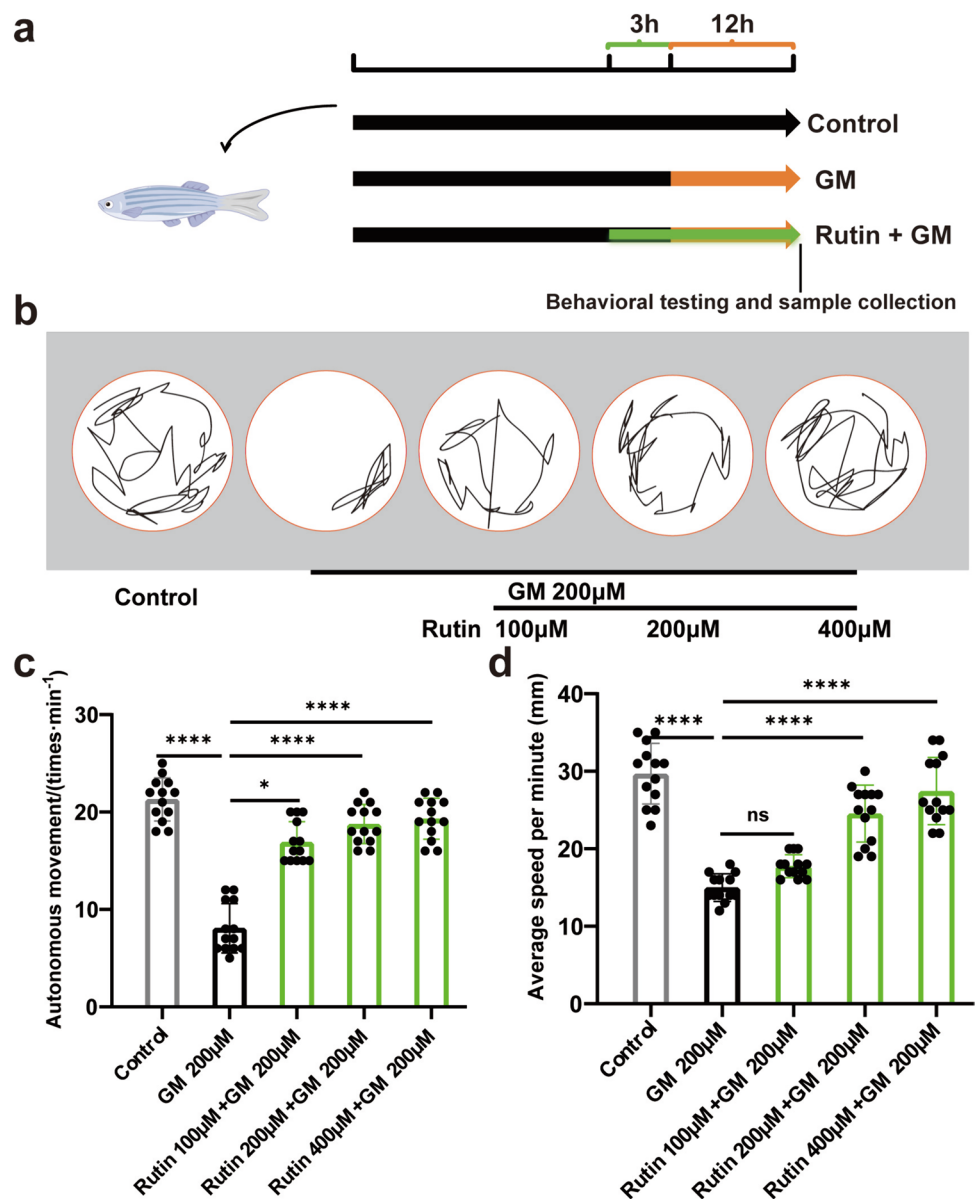 a
3h 12h
Control
GM
Rutin + GM
Behavioral testing and sample collection
b
Control
GM 200μM
Rutin 100μM 200μM 400μM
c
Autonomous movement/(times·min⁻¹)
30
20
10
0
****
****
****
*
Control
GM 200μM
Rutin 100μM +GM 200μM
Rutin 200μM +GM 200μM
Rutin 400μM +GM 200μM
d
Average speed per minute (mm)
40
30
20
10
0
****
****
****
ns
Control
GM 200μM
Rutin 100μM +GM 200μM
Rutin 200μM +GM 200μM
Rutin 400μM +GM 200μM